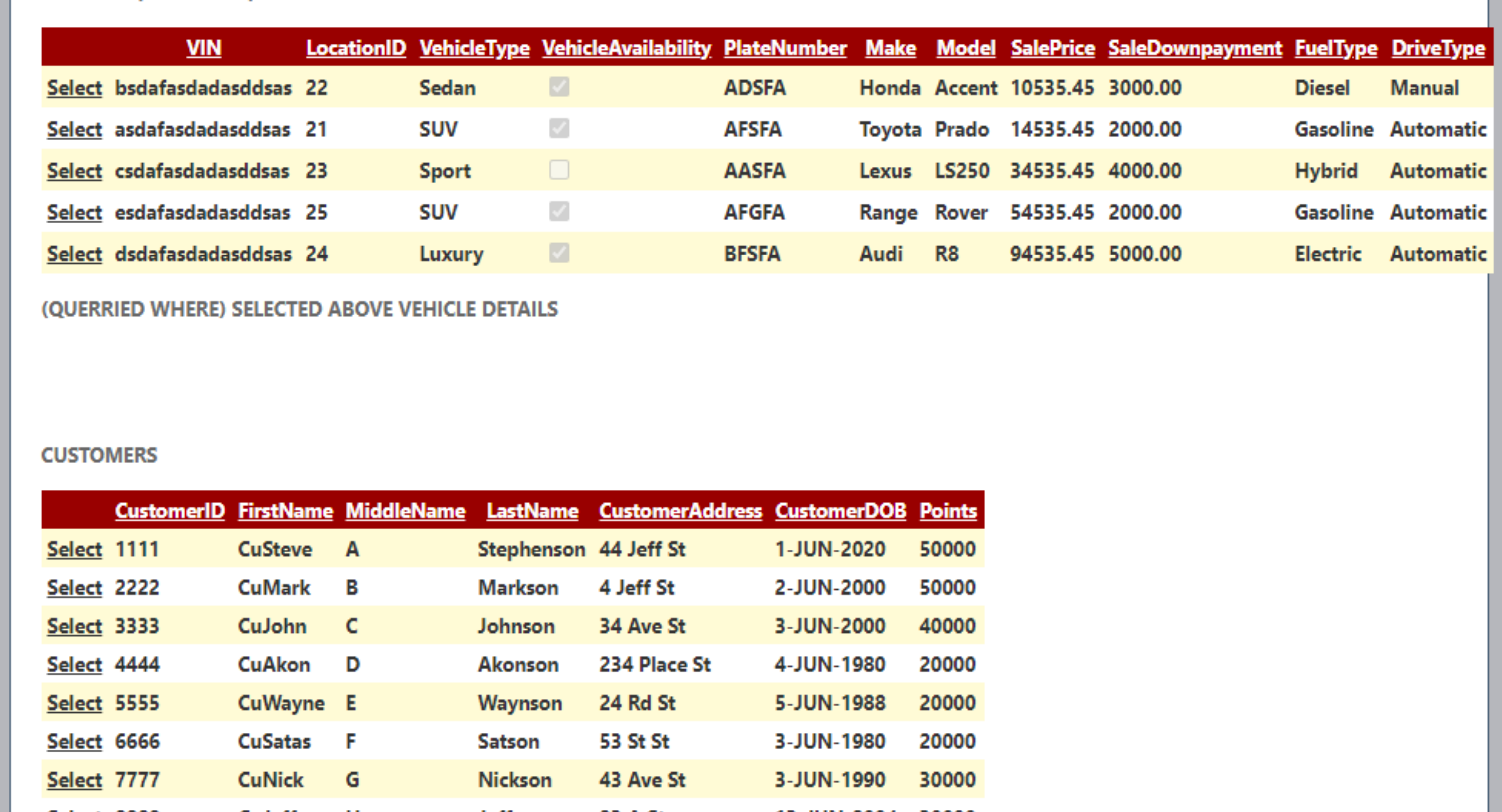 VIN LocationID VehicleType VehicleAvailability PlateNumber Make Model SalePrice SaleDownpayment FuelType DriveType
Select bsdafasdadasddsas 22 Sedan ADSFA Honda Accent 10535.45 3000.00 Diesel Manual
Select asdafasdadasddsas 21 SUV AFSFA Toyota Prado 14535.45 2000.00 Gasoline Automatic
Select csdafasdadasddsas 23 Sport AASFA Lexus LS250 34535.45 4000.00 Hybrid Automatic
Select esdafasdadasddsas 25 SUV AFGFA Range Rover 54535.45 2000.00 Gasoline Automatic
Select dsdafasdadasddsas 24 Luxury BFSFA Audi R8 94535.45 5000.00 Electric Automatic
(QUERRIED WHERE) SELECTED ABOVE VEHICLE DETAILS
CUSTOMERS
CustomerID FirstName MiddleName LastName CustomerAddress CustomerDOB Points
Select 1111 CuSteve A Stephenson 44 Jeff St 1-JUN-2020 50000
Select 2222 CuMark B Markson 4 Jeff St 2-JUN-2000 50000
Select 3333 CuJohn C Johnson 34 Ave St 3-JUN-2000 40000
Select 4444 CuAkon D Akonson 234 Place St 4-JUN-1980 20000
Select 5555 CuWayne E Waynson 24 Rd St 5-JUN-1988 20000
Select 6666 CuSatas F Satson 53 St St 3-JUN-1980 20000
Select 7777 CuNick G Nickson 43 Ave St 3-JUN-1990 30000